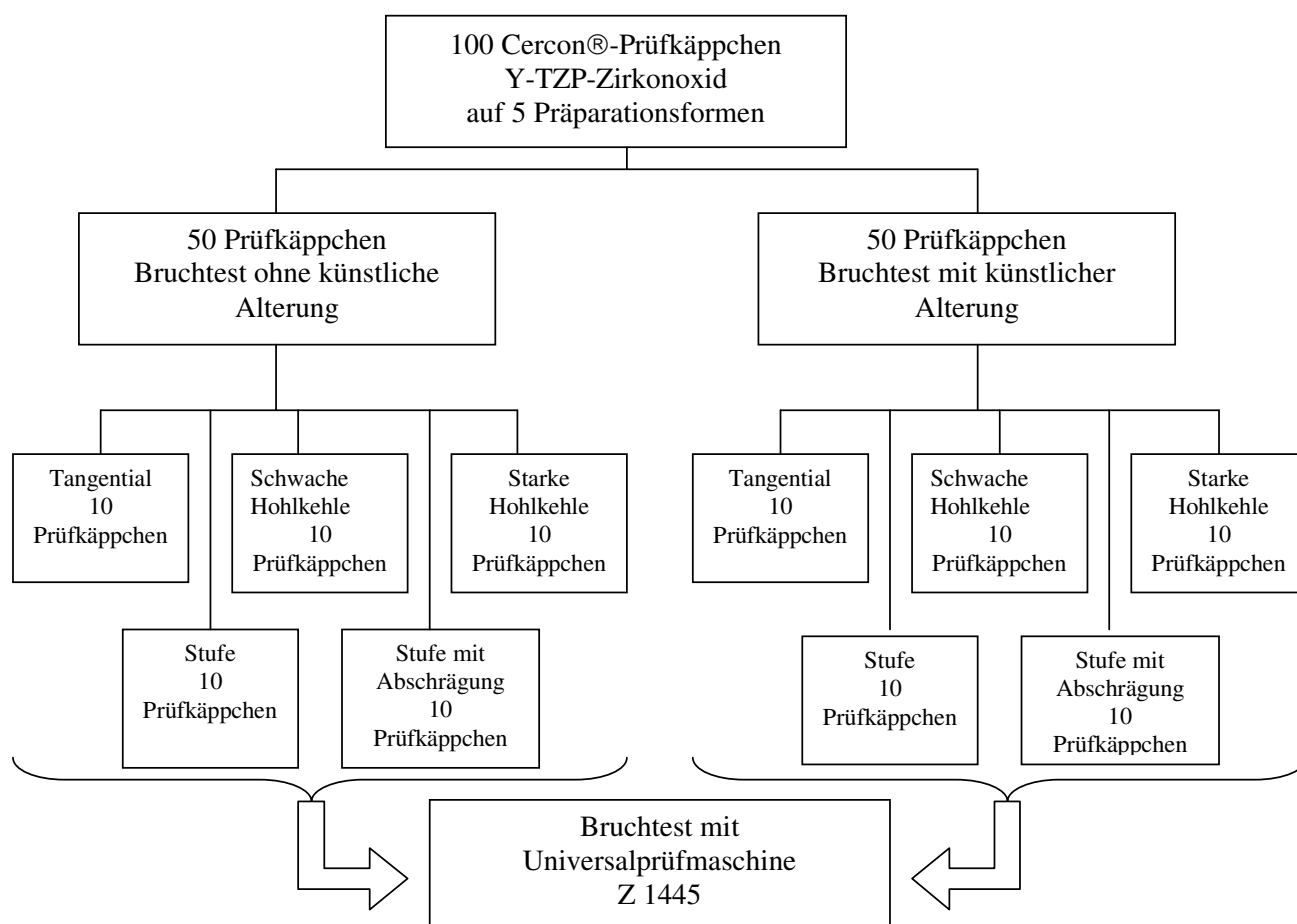 100 Cercon®-Prüfkäppchen
Y-TZP-Zirkonoxid
auf 5 Präparationsformen
50 Prüfkäppchen
Bruchtest ohne künstliche
Alterung
50 Prüfkäppchen
Bruchtest mit künstlicher
Alterung
Tangential
10
Prüfkäppchen
Schwache
Hohlkehle
10
Prüfkäppchen
Starke
Hohlkehle
10
Prüfkäppchen
Tangential
10
Prüfkäppchen
Schwache
Hohlkehle
10
Prüfkäppchen
Starke
Hohlkehle
10
Prüfkäppchen
Stufe
10
Prüfkäppchen
Stufe mit
Abschrägung
10
Prüfkäppchen
Stufe
10
Prüfkäppchen
Stufe mit
Abschrägung
10
Prüfkäppchen
Bruchtest mit
Universalprüfmaschine
Z 1445